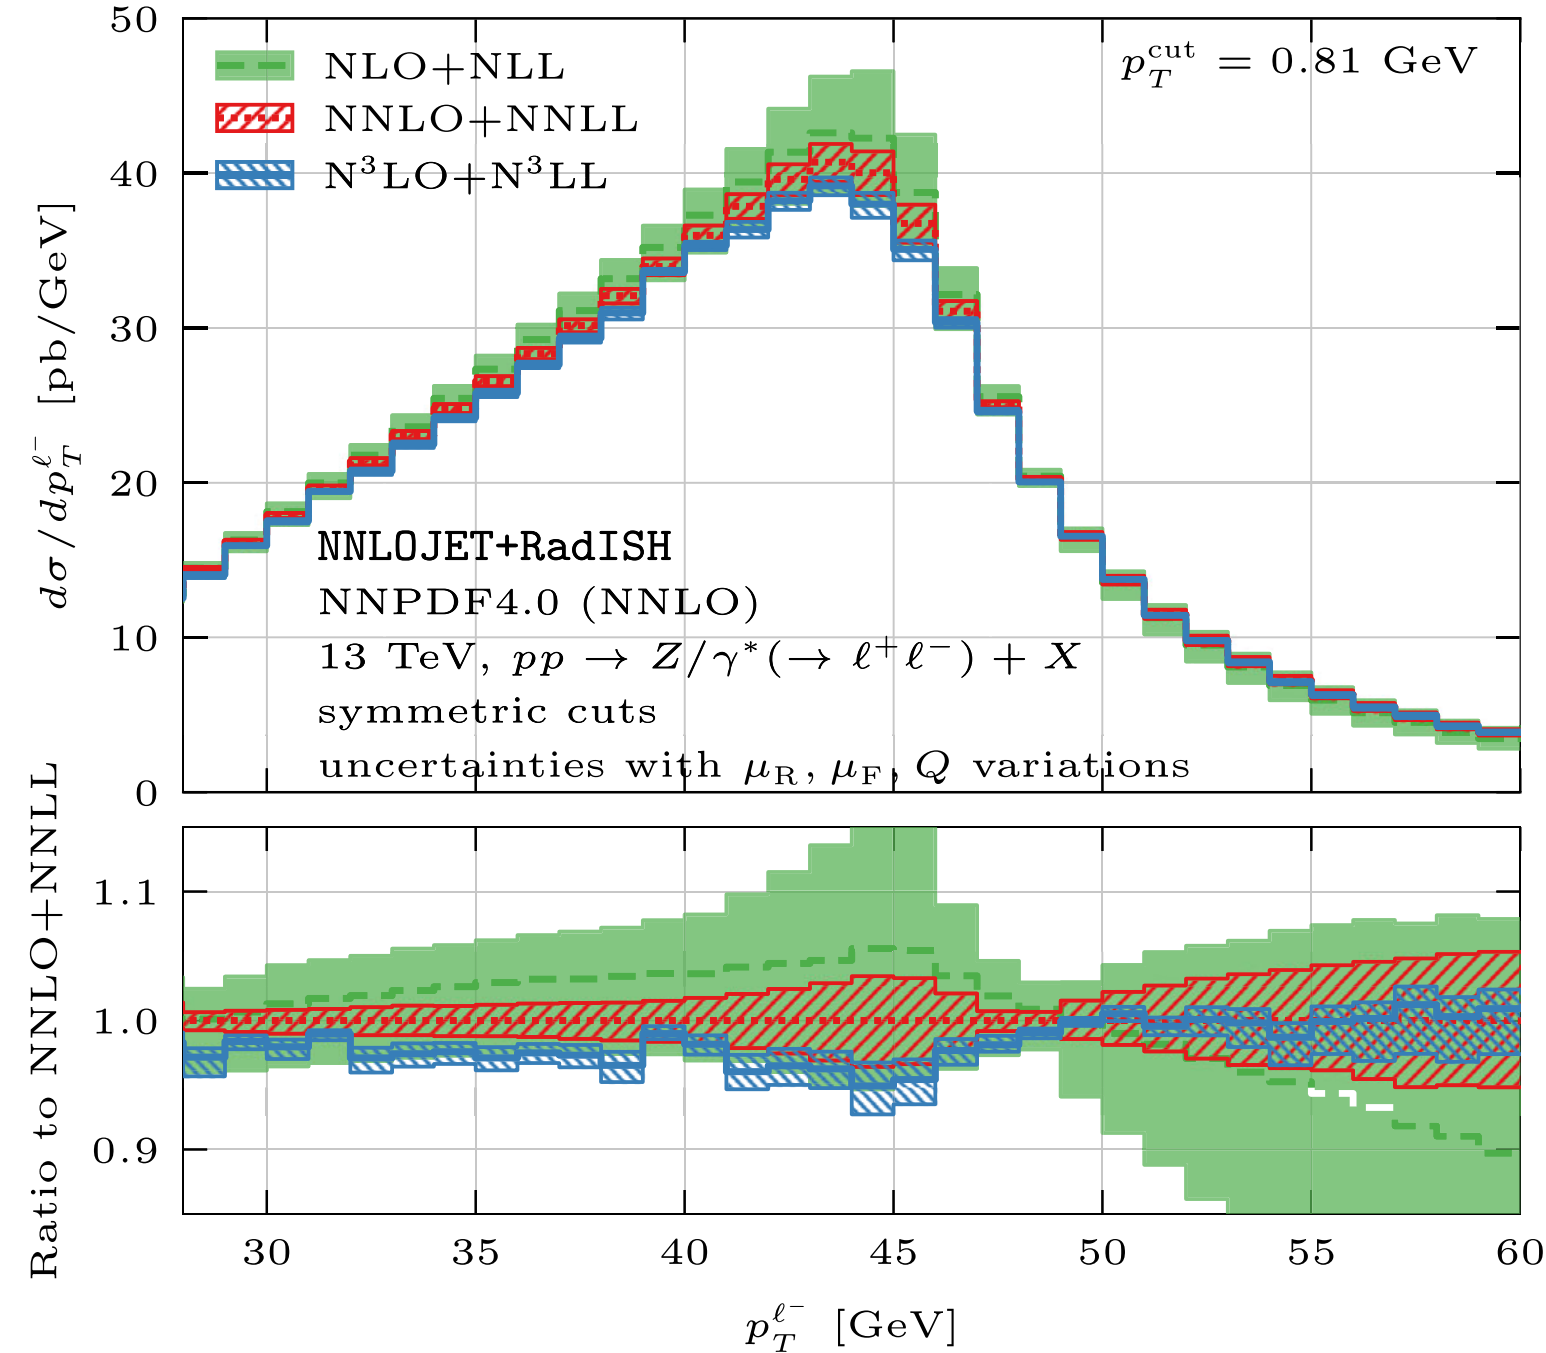 50
40
30
20
10
0
dσ/dp_T^{ℓ^-} [pb/GeV]
NLO+NLL
NNLO+NNLL
N³LO+N³LL
p_T^{cut} = 0.81 GeV
NNLOJET+RadISH
NNPDF4.0 (NNLO)
13 TeV, pp → Z/γ*(→ ℓ⁺ℓ⁻) + X
symmetric cuts
uncertainties with μ_R, μ_F, Q variations
Ratio to NNLO+NNLL
1.1
1.0
0.9
30 35 40 45 50 55 60
p_T^{ℓ^-} [GeV]